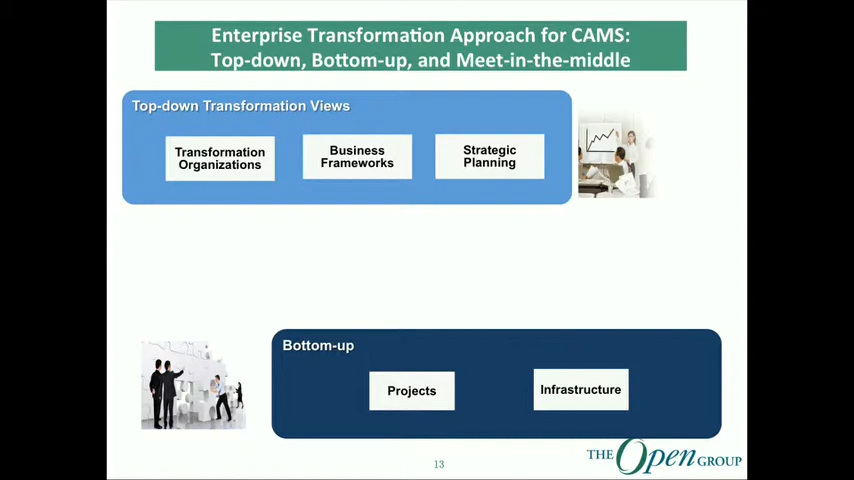 Enterprise Transformation Approach for CAMS:
Top-down, Bottom-up, and Meet-in-the-middle
Top-down Transformation Views
Transformation
Organizations
Business
Frameworks
Strategic
Planning
Bottom-up
Projects
Infrastructure
13
THE Open GROUP